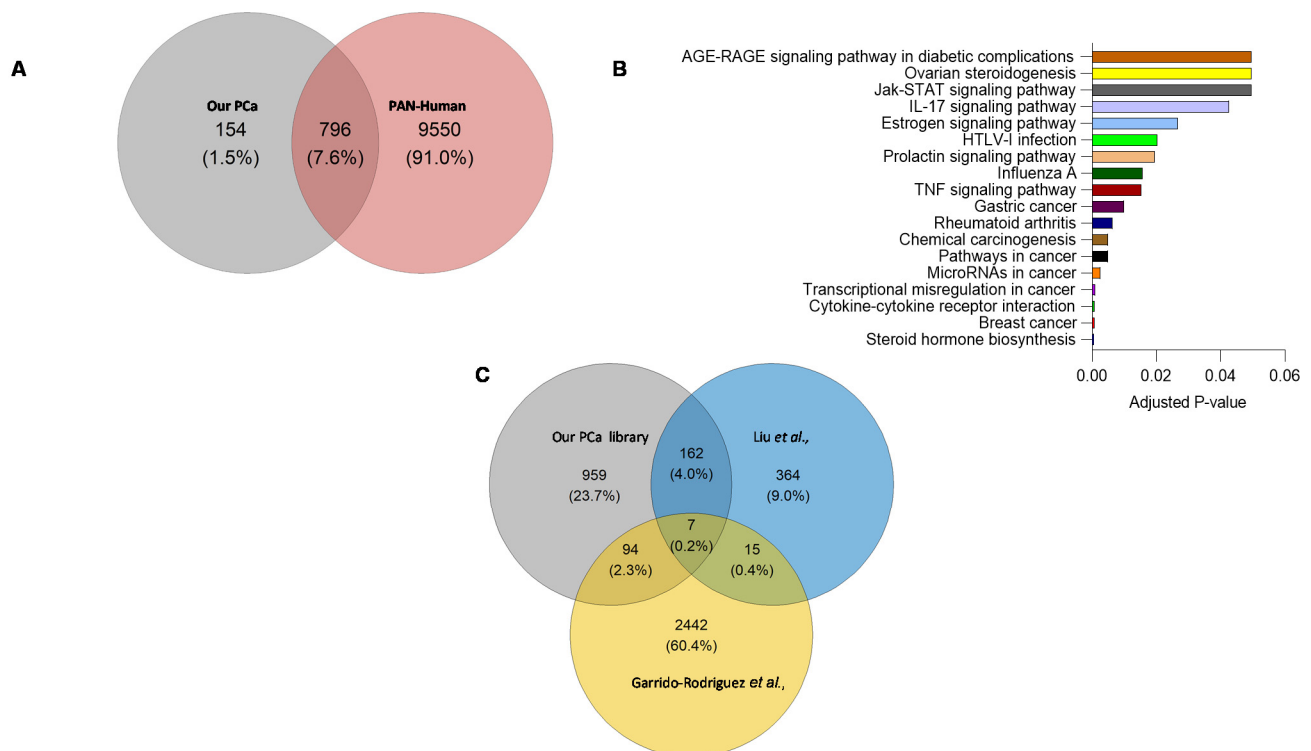 A
Our PCa
154
(1.5%)
796
(7.6%)
PAN-Human
9550
(91.0%)
B
AGE-RAGE signaling pathway in diabetic complications
Ovarian steroidogenesis
Jak-STAT signaling pathway
IL-17 signaling pathway
Estrogen signaling pathway
HTLV-I infection
Prolactin signaling pathway
Influenza A
TNF signaling pathway
Gastric cancer
Rheumatoid arthritis
Chemical carcinogenesis
Pathways in cancer
MicroRNAs in cancer
Transcriptional misregulation in cancer
Cytokine-cytokine receptor interaction
Breast cancer
Steroid hormone biosynthesis
0.00 0.02 0.04 0.06
Adjusted P-value
C
Our PCa library
959
(23.7%)
162
(4.0%)
Liu et al.,
364
(9.0%)
7
(0.2%)
94
(2.3%)
15
(0.4%)
2442
(60.4%)
Garrido-Rodriguez et al.,